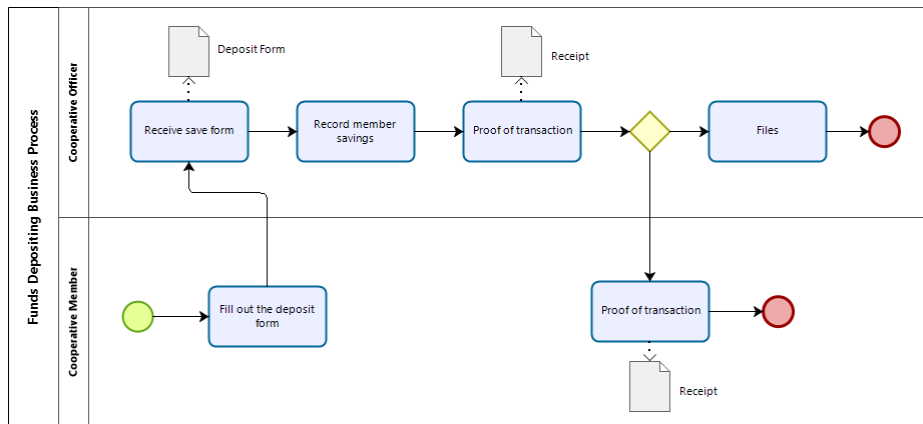 Funds Depositing Business Process
Cooperative Officer
Deposit Form
Receipt
Receive save form
Record member
savings
Proof of transaction
Files
Cooperative Member
Fill out the deposit
form
Proof of transaction
Receipt